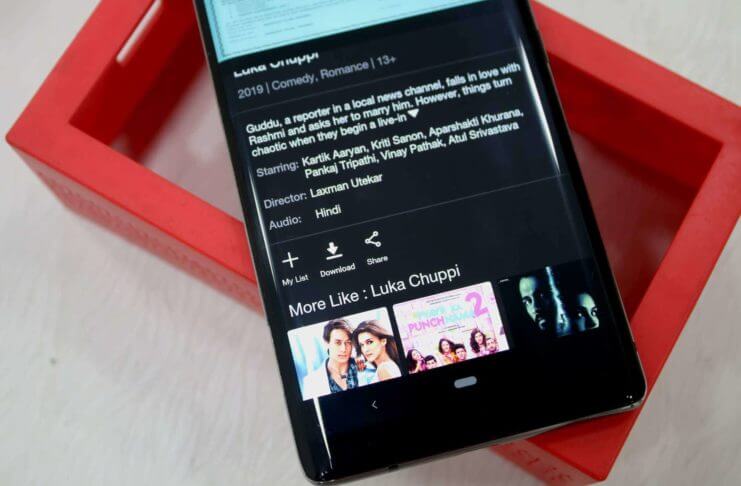 Luka Chuppi
2019 | Comedy, Romance | 13+
Guddu, a reporter in a local news channel, falls in love with
Rashmi and asks her to marry him. However, things turn
chaotic when they begin a live-in
Starring: Kartik Aaryan, Kriti Sanon, Aparshakti Khurana,
Pankaj Tripathi, Vinay Pathak, Atul Srivastava
Director: Laxman Utekar
Audio: Hindi
My List Download Share
More Like : Luka Chuppi
PYAAR KA
PUNCHNAMA 2